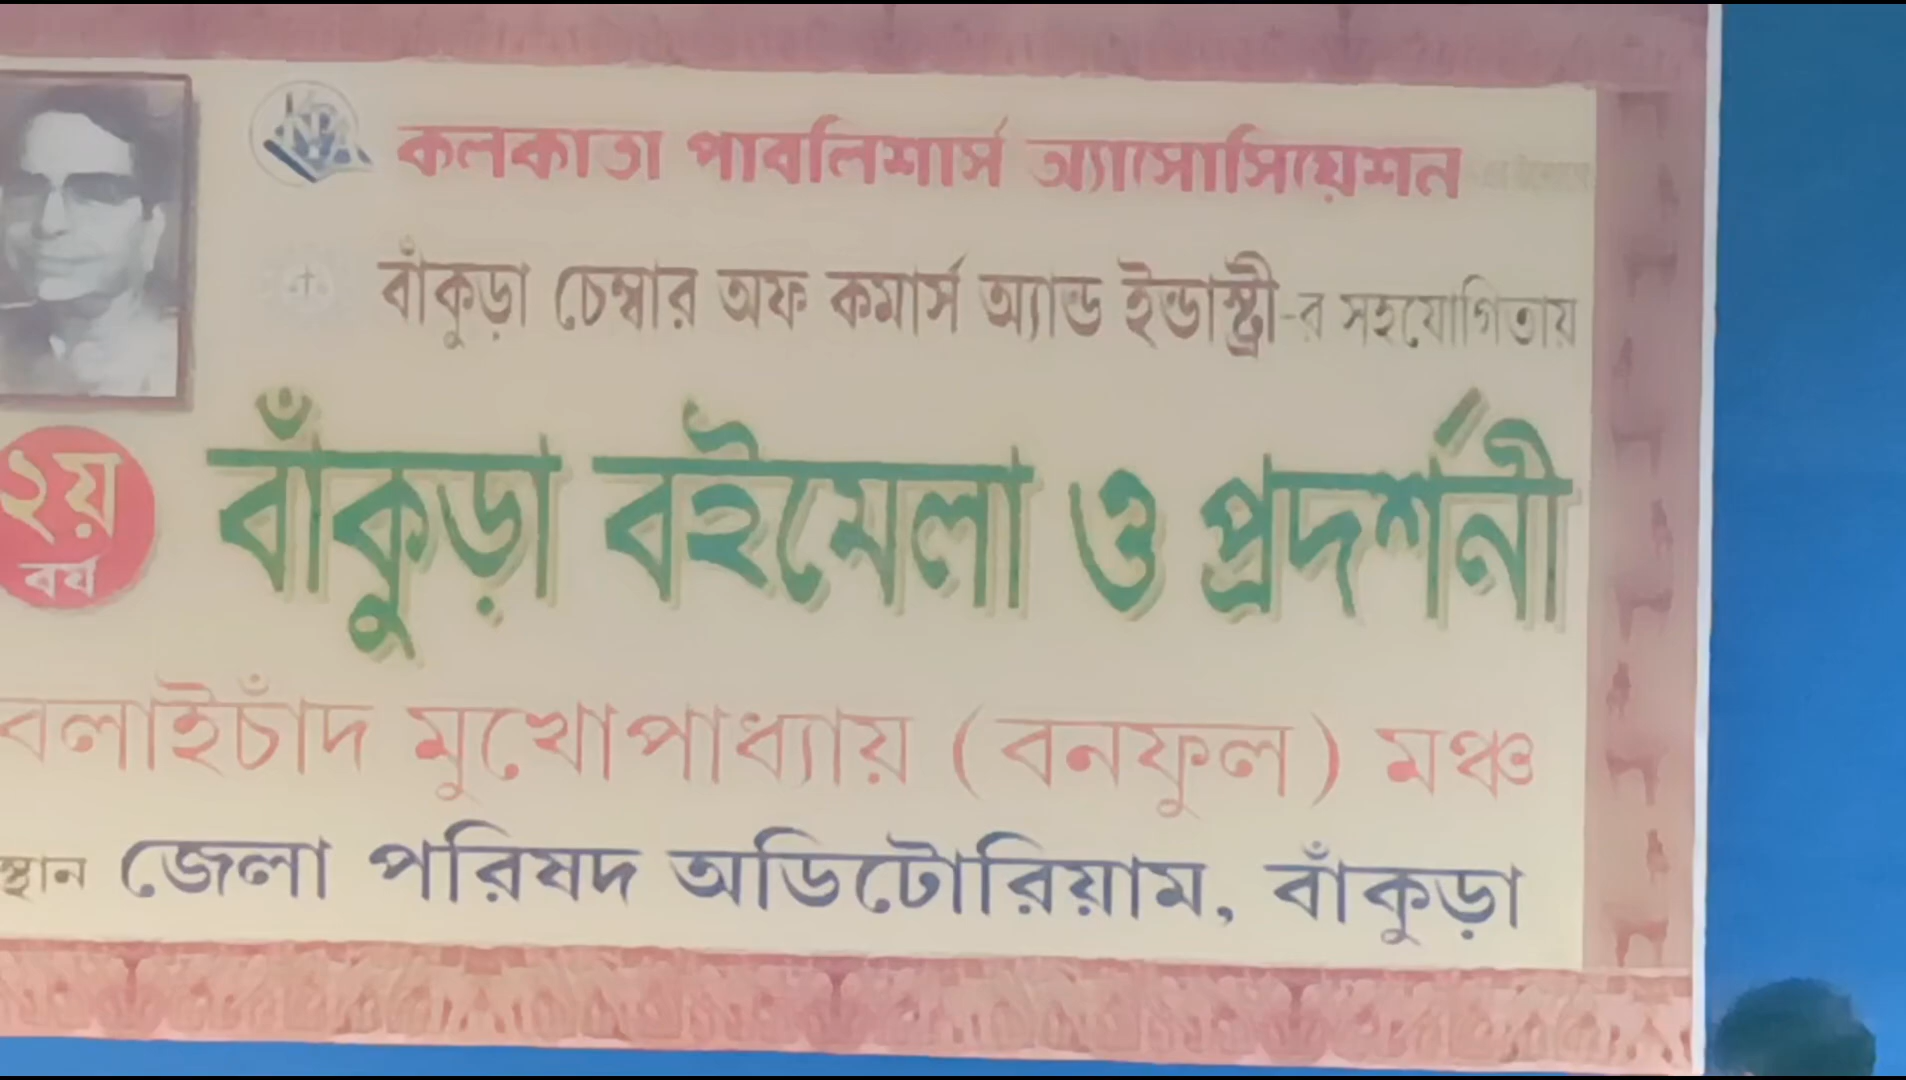 কলকাতা পাবলিশার্স অ্যাসোসিয়েশন
বাঁকুড়া চেম্বার অফ কমার্স অ্যান্ড ইন্ডাস্ট্রী-র সহযোগিতায়
২য় বর্ষ
বাঁকুড়া বইমেলা ও প্রদর্শনী
বলাইচাঁদ মুখোপাধ্যায় (বনফুল) মঞ্চ
স্থান জেলা পরিষদ অডিটোরিয়াম, বাঁকুড়া